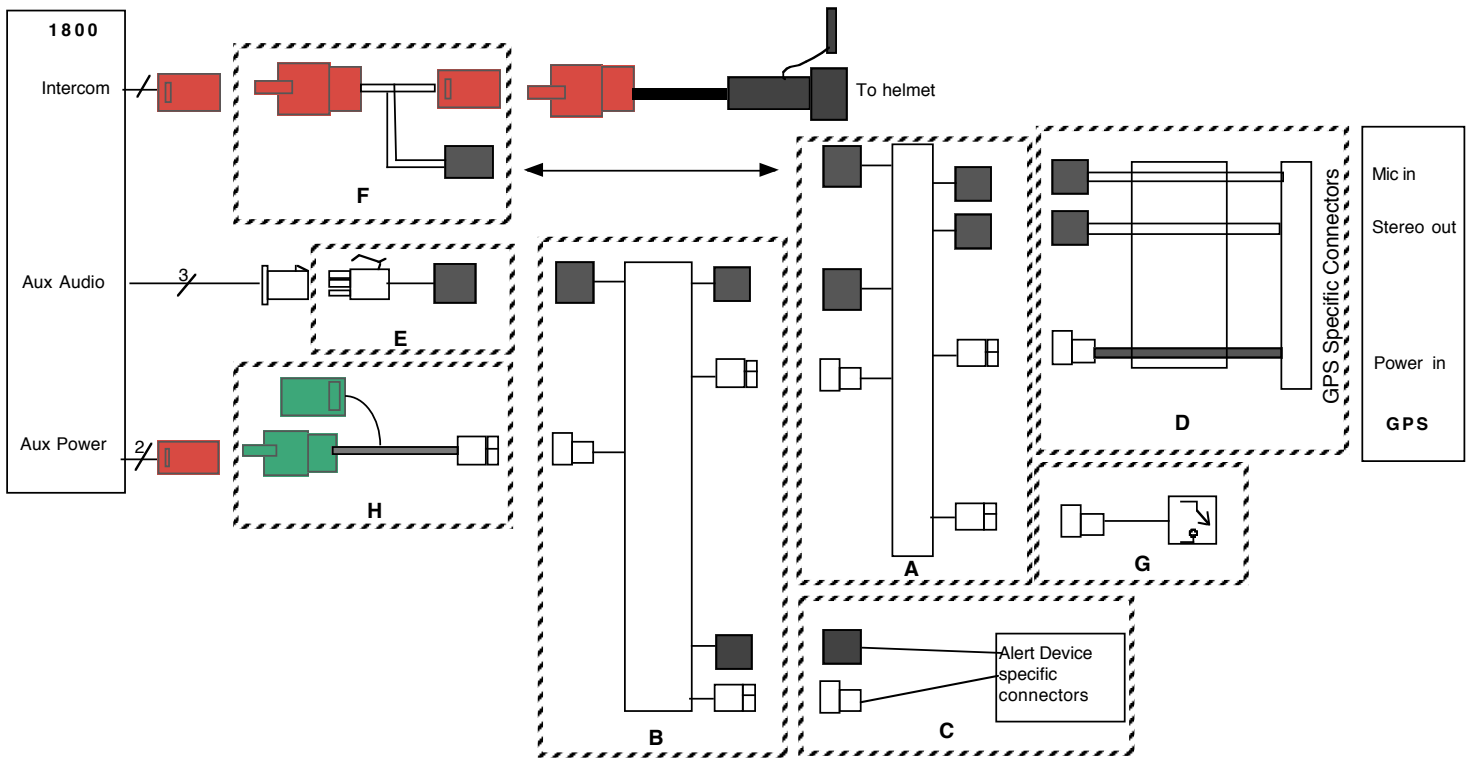 1800
Intercom
To helmet
F
Mic in
Stereo out
GPS Specific Connectors
Aux Audio
3
E
Power in
D
GPS
Aux Power
2
H
G
A
B
Alert Device
specific
connectors
C